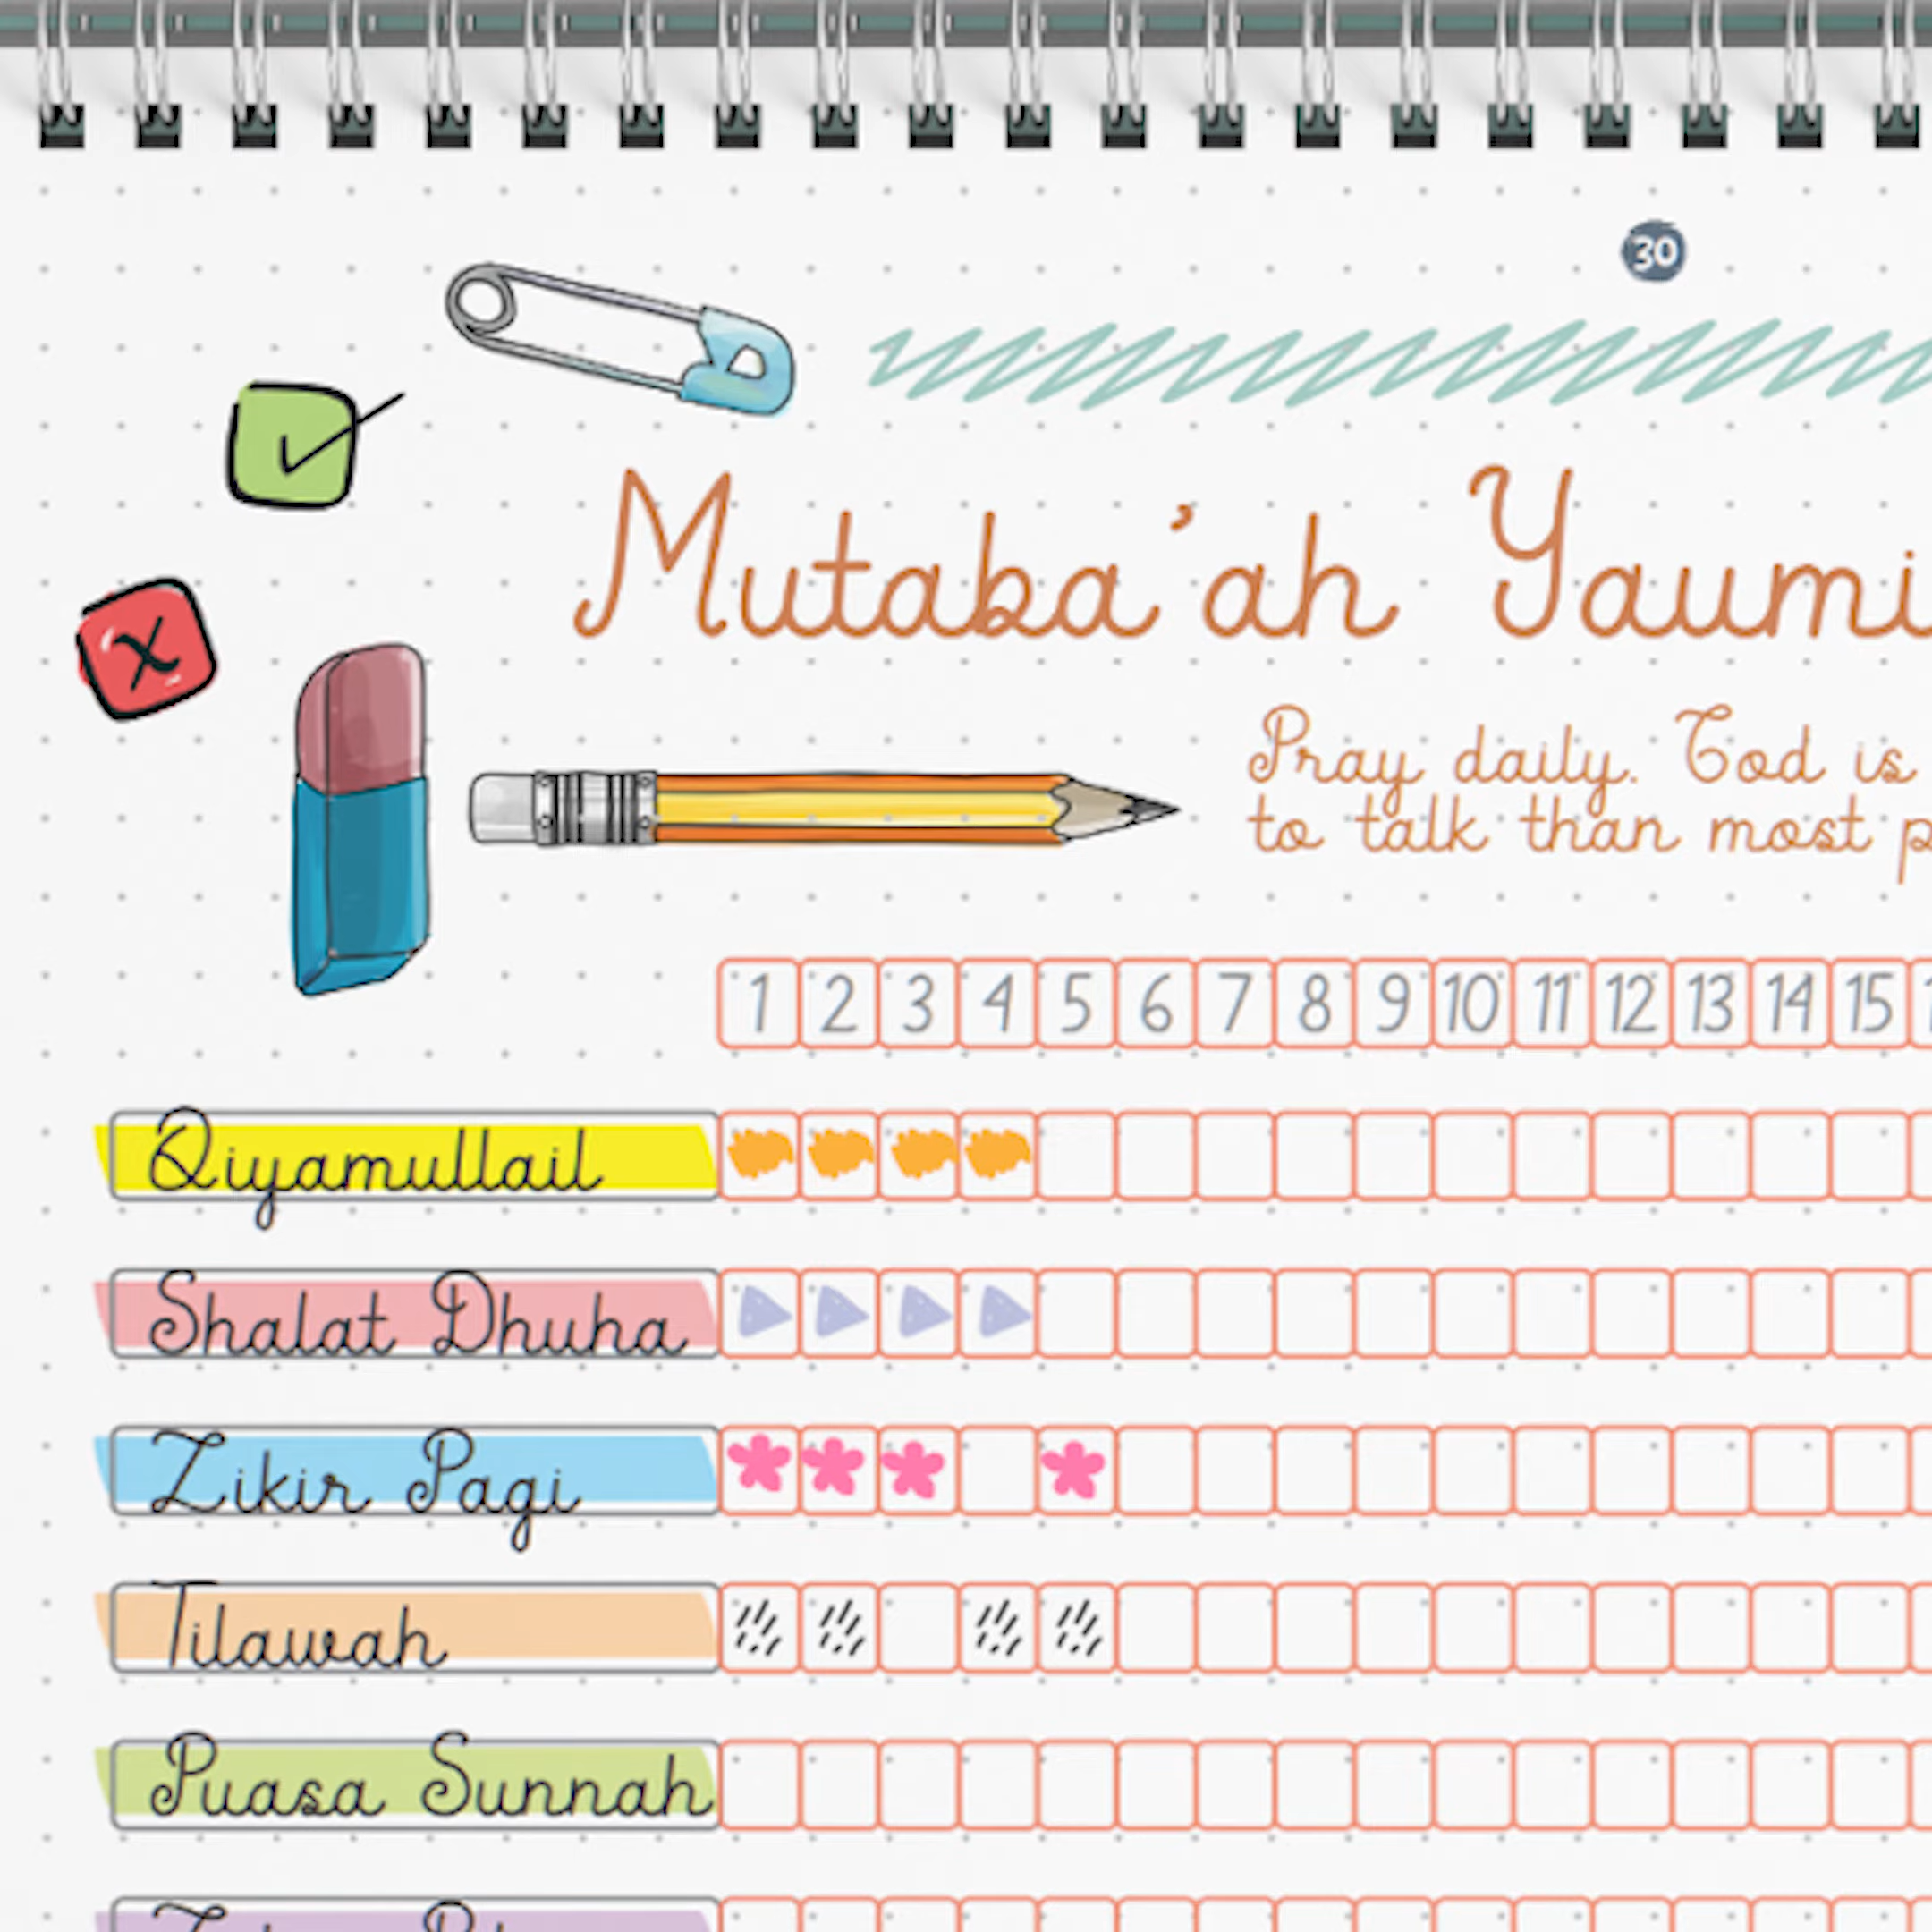 30
Mutaba'ah Yaumi
Pray daily. God is
to talk than most p
1 2 3 4 5 6 7 8 9 10 11 12 13 14 15
Qiyamullail
Shalat Dhuha
Zikir Pagi
Tilawah
Puasa Sunnah